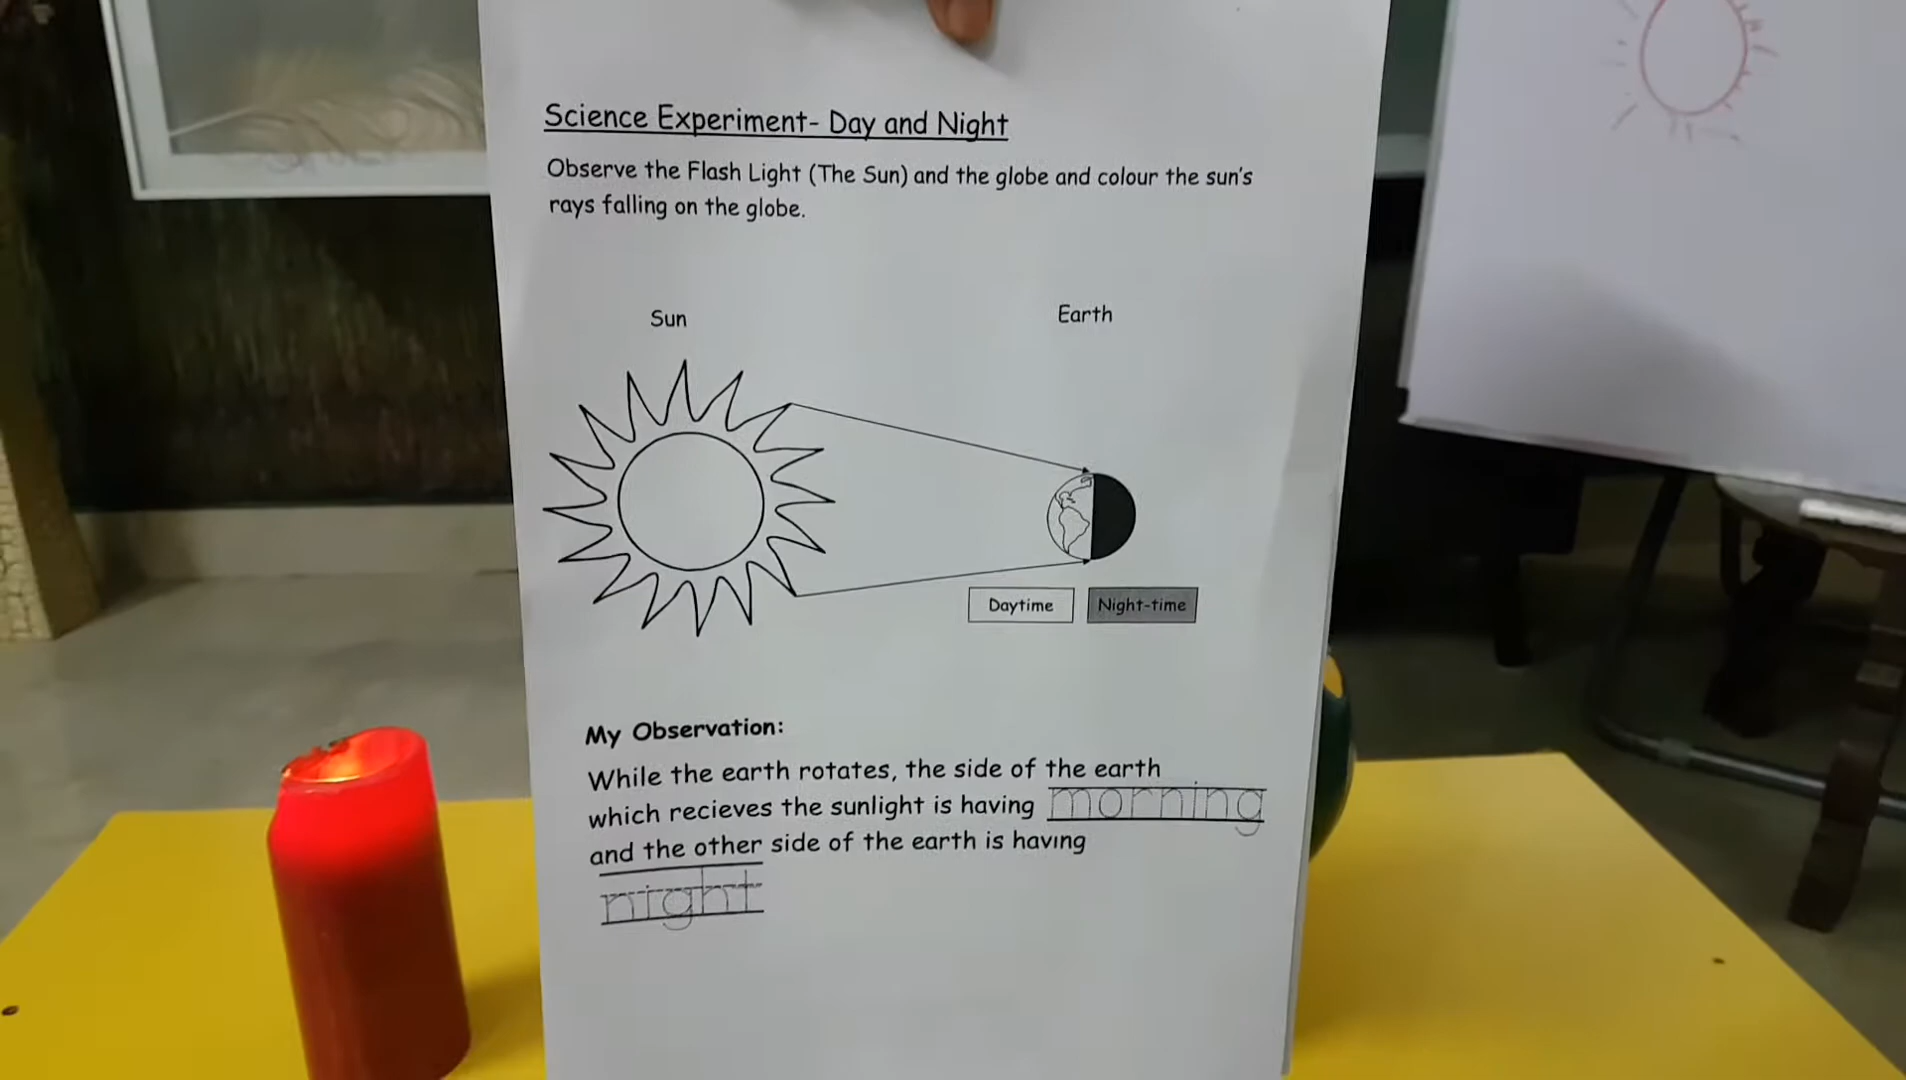 Science Experiment- Day and Night
Observe the Flash Light (The Sun) and the globe and colour the sun's
rays falling on the globe.
Sun
Earth
Daytime
Night-time
My Observation:
While the earth rotates, the side of the earth
which recieves the sunlight is having morning
and the other side of the earth is having
night